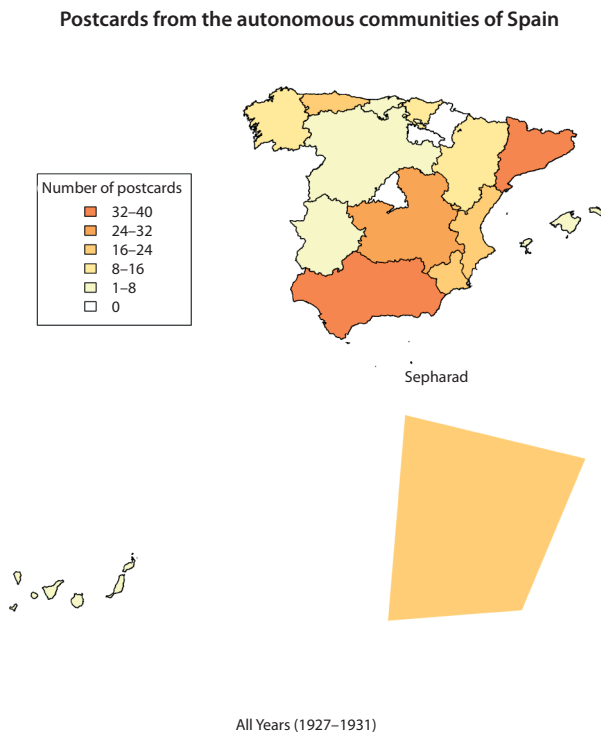 Postcards from the autonomous communities of Spain
Number of postcards
32–40
24–32
16–24
8–16
1–8
0
Sepharad
All Years (1927–1931)